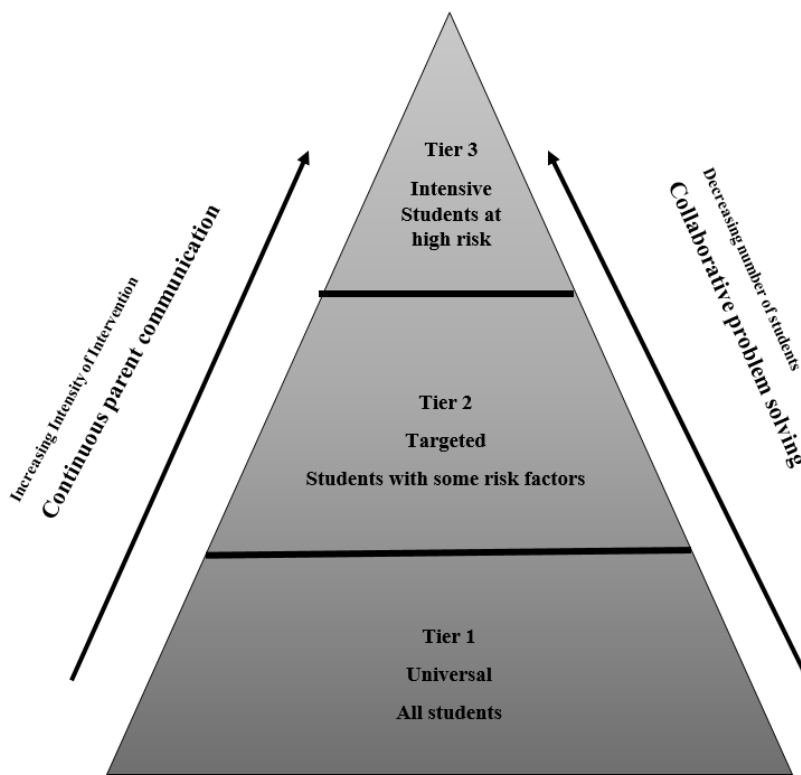 Tier 3
Intensive
Students at
high risk
Tier 2
Targeted
Students with some risk factors
Tier 1
Universal
All students
Increasing Intensity of Intervention
Continuous parent communication
Decreasing number of students
Collaborative problem solving